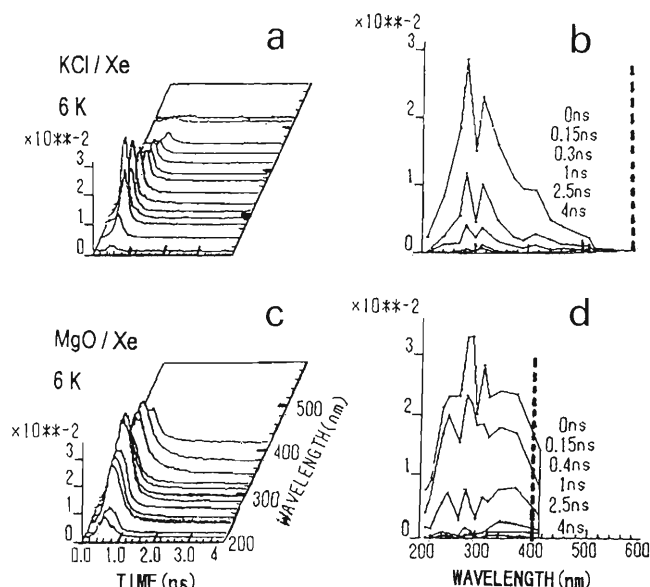 a
KCl / Xe
6 K
×10**-2
3
2
1
0
b
×10**-2
3
2
1
0
0ns
0.15ns
0.3ns
1ns
2.5ns
4ns
c
MgO / Xe
6 K
×10**-2
3
2
1
0
0.0 1.0 2.0 3.0 4
TIME (ns)
200
300
400
500
WAVELENGTH (nm)
d
×10**-2
3
2
1
0
0ns
0.15ns
0.4ns
1ns
2.5ns
4ns
200 300 400 500 600
WAVELENGTH (nm)